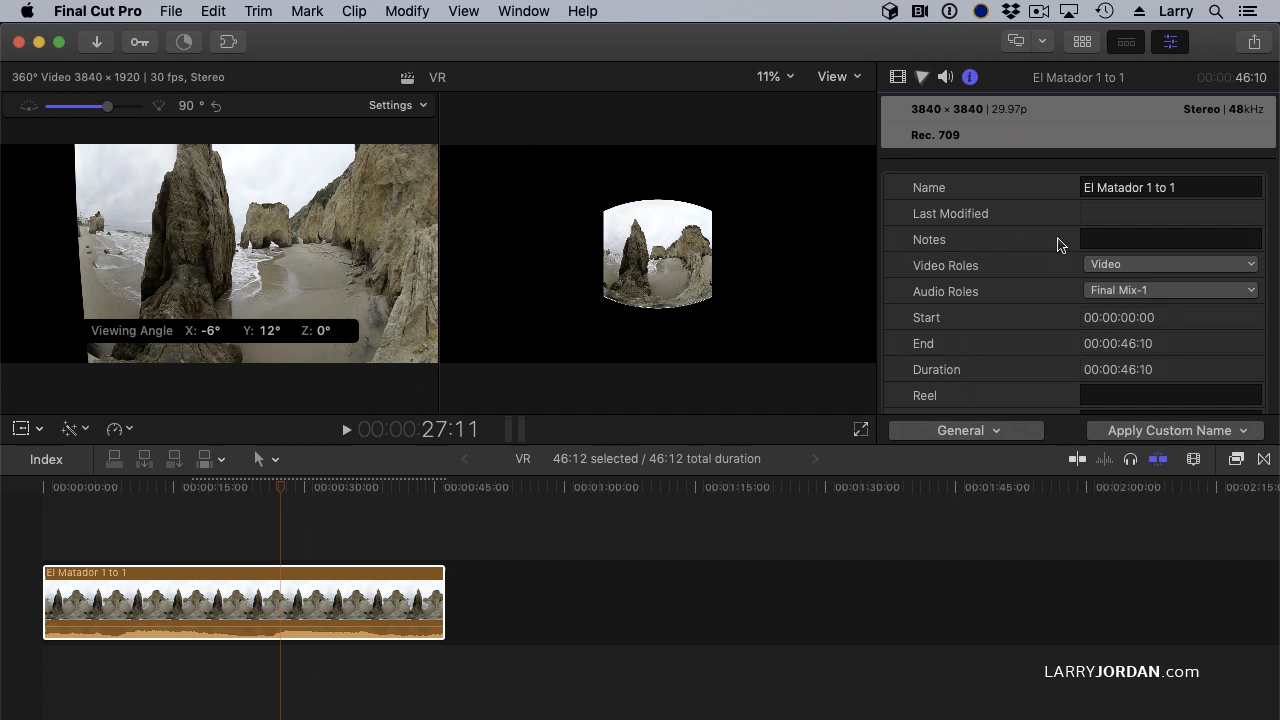 Final Cut Pro File Edit Trim Mark Clip Modify View Window Help Larry
360° Video 3840 × 1920 | 30 fps, Stereo VR 11% View El Matador 1 to 1 00:00:46:10
90 ° Settings
3840 × 3840 | 29.97p Stereo | 48kHz
Rec. 709
Name El Matador 1 to 1
Last Modified
Notes
Video Roles Video
Audio Roles Final Mix-1
Start 00:00:00:00
End 00:00:46:10
Duration 00:00:46:10
Reel
Viewing Angle X: -6° Y: 12° Z: 0°
00:00:27:11 General Apply Custom Name
Index VR 46:12 selected / 46:12 total duration
00:00:00:00 00:00:15:00 00:00:30:00 00:00:45:00 00:01:00:00 00:01:15:00 00:01:30:00 00:01:45:00 00:02:00:00 00:02:15:0
El Matador 1 to 1
LARRYJORDAN.com